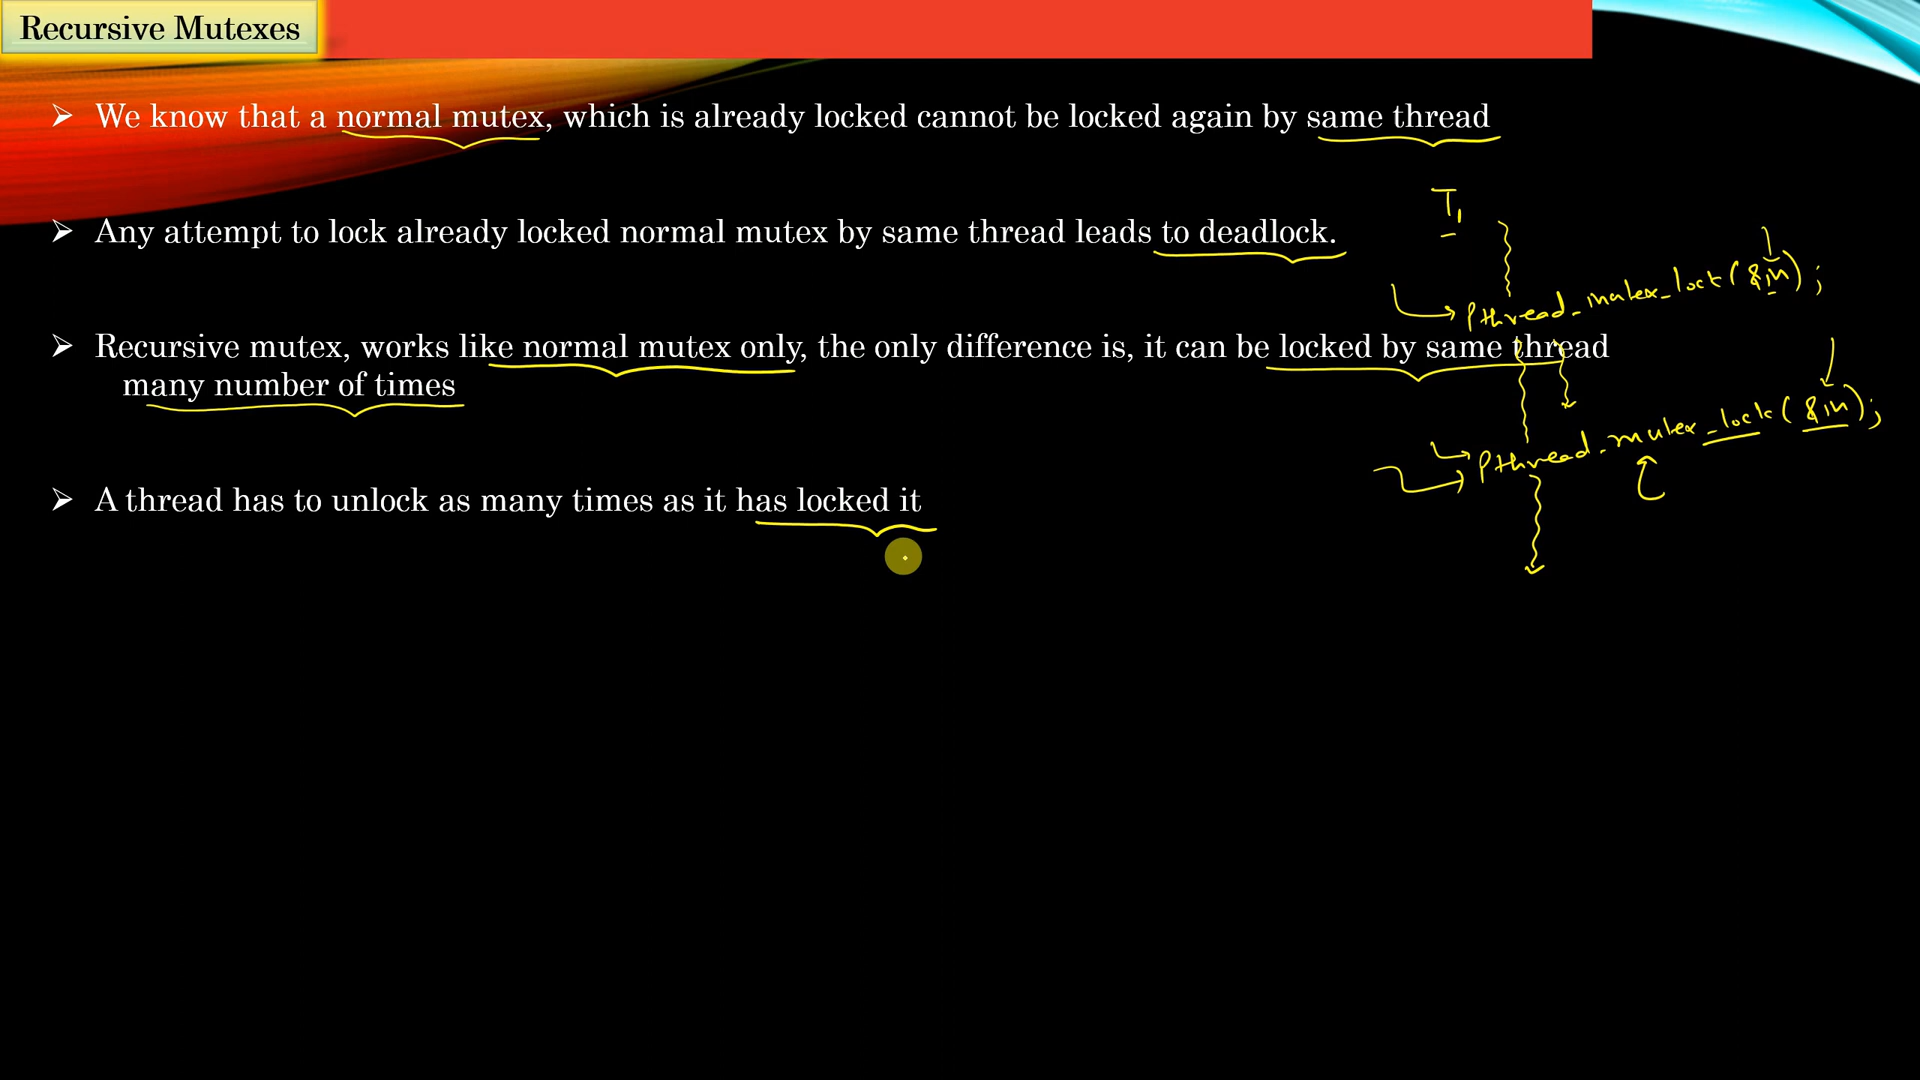 Recursive Mutexes
➢ We know that a normal mutex, which is already locked cannot be locked again by same thread
➢ Any attempt to lock already locked normal mutex by same thread leads to deadlock.
➢ Recursive mutex, works like normal mutex only, the only difference is, it can be locked by same thread
many number of times
➢ A thread has to unlock as many times as it has locked it
T1
pthread_mutex_lock(&m);
pthread_mutex_lock(&m);